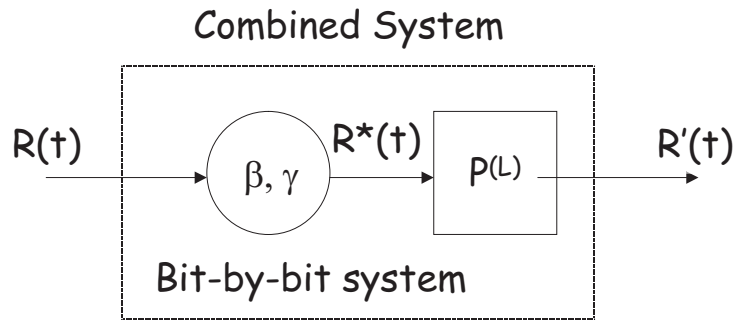 Combined System
R(t)
β, γ
R*(t)
P(L)
R'(t)
Bit-by-bit system